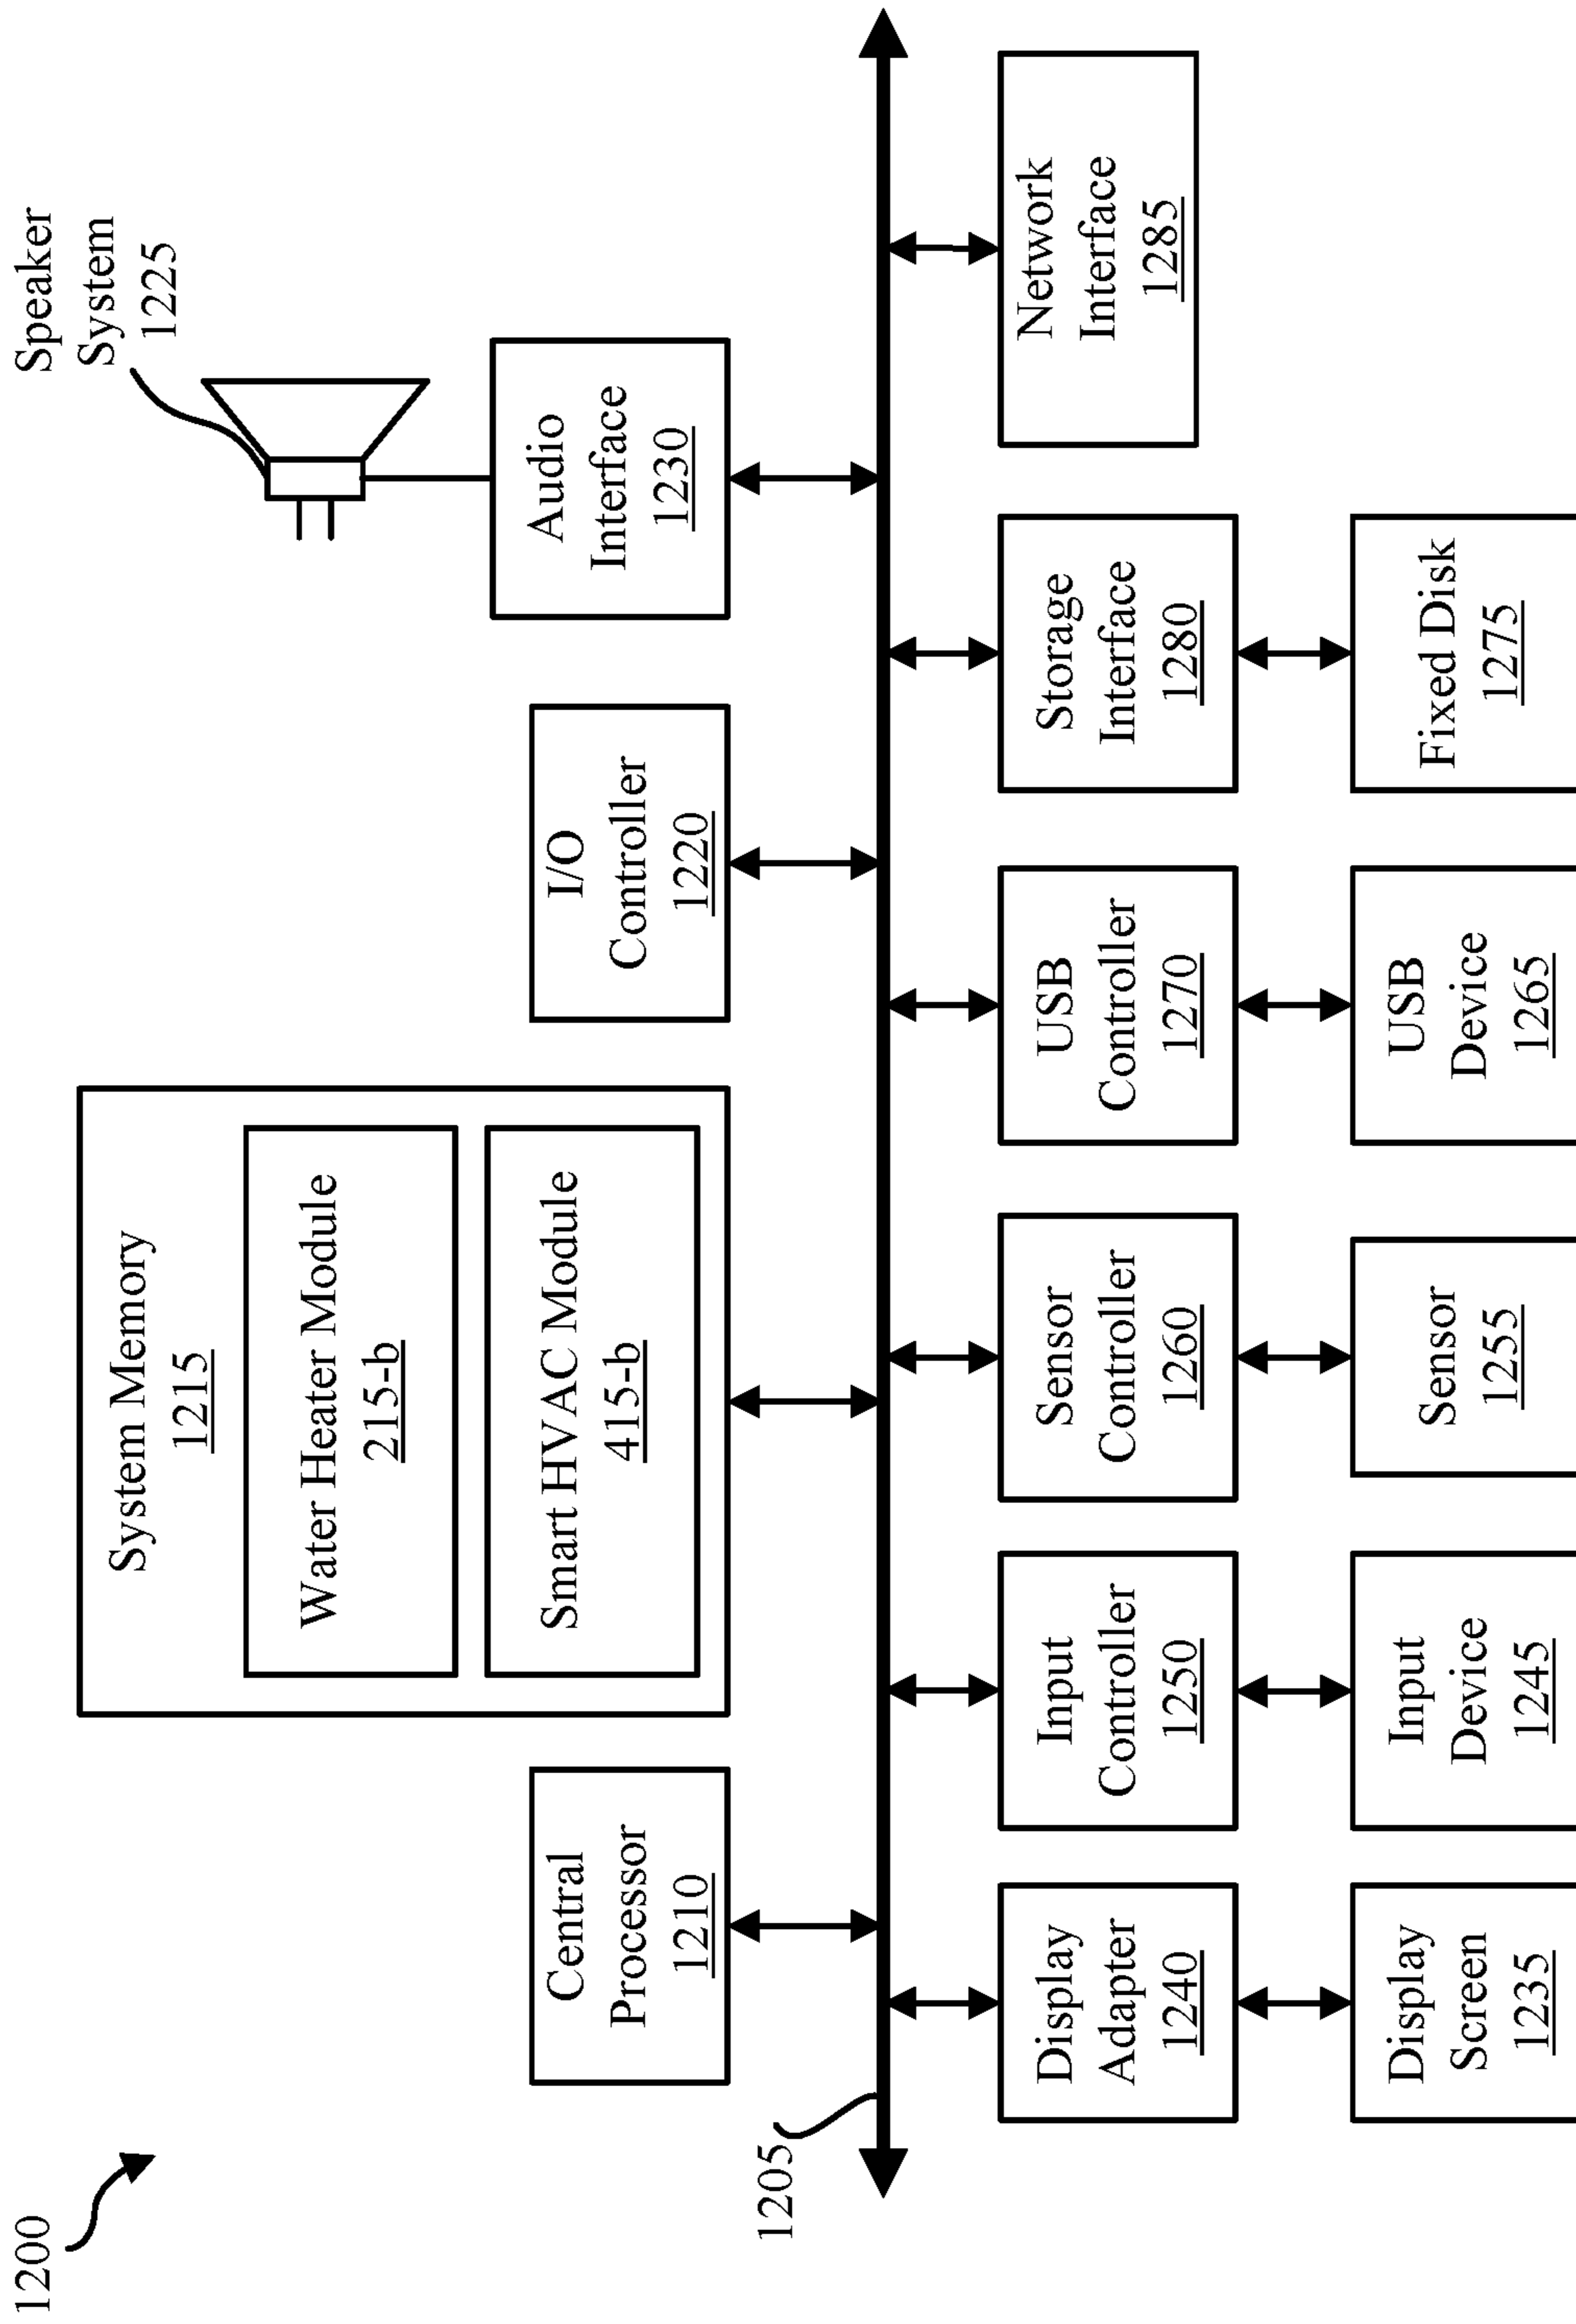 1200
Speaker
System
1225
System Memory
1215
Water Heater Module
215-b
Smart HVAC Module
415-b
Central
Processor
1210
I/O
Controller
1220
Audio
Interface
1230
1205
Display
Adapter
1240
Input
Controller
1250
Sensor
Controller
1260
USB
Controller
1270
Storage
Interface
1280
Network
Interface
1285
Display
Screen
1235
Input
Device
1245
Sensor
1255
USB
Device
1265
Fixed Disk
1275